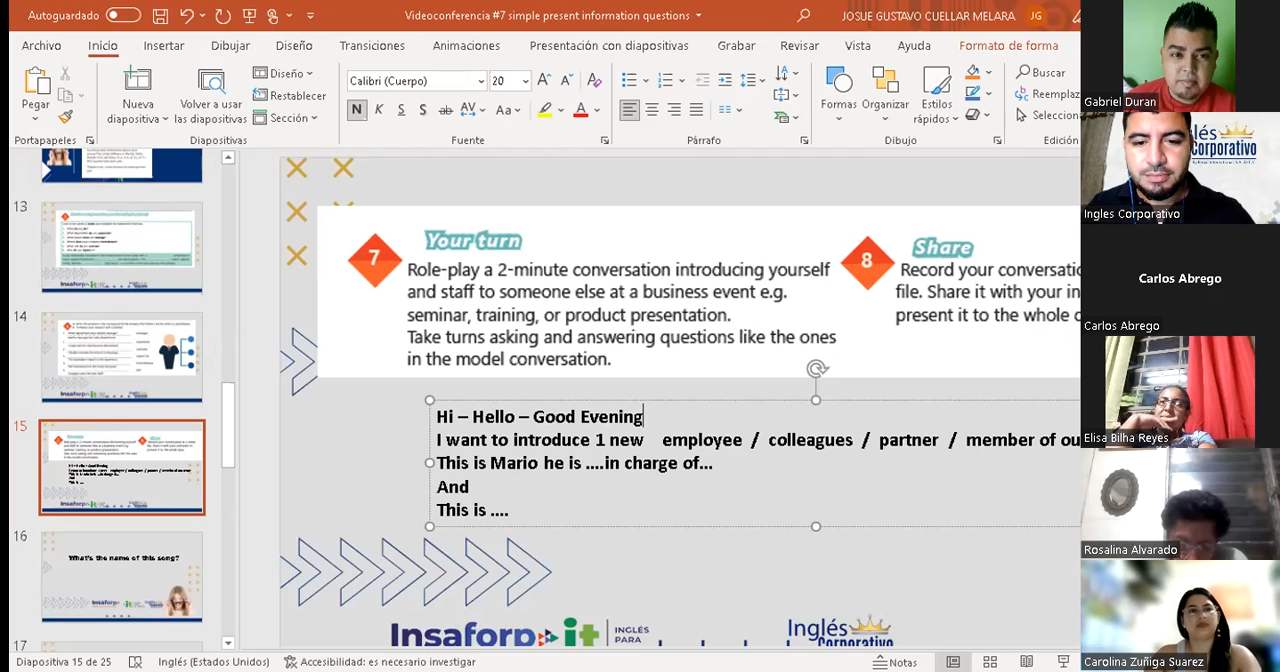 Autoguardado
Videoconferencia #7 simple present information questions
JOSUE GUSTAVO CUELLAR MELARA
JG
Archivo
Inicio
Insertar
Dibujar
Diseño
Transiciones
Animaciones
Presentación con diapositivas
Grabar
Revisar
Vista
Ayuda
Formato de forma
Pegar
Nueva diapositiva
Volver a usar las diapositivas
Diseño
Restablecer
Sección
Calibri (Cuerpo)
20
N
K
S
S
ab
AV
Aa
A
Formas
Organizar
Estilos rápidos
Buscar
Reemplaz
Seleccion
Portapapeles
Diapositivas
Fuente
Párrafo
Dibujo
Edición
13
14
15
16
What's the name of this song?
17
7
Your turn
Role-play a 2-minute conversation introducing yourself
and staff to someone else at a business event e.g.
seminar, training, or product presentation.
Take turns asking and answering questions like the ones
in the model conversation.
8
Share
Record your conversatio
file. Share it with your in
present it to the whole c
Hi – Hello – Good Evening
I want to introduce 1 new employee / colleagues / partner / member of ou
This is Mario he is ....in charge of...
And
This is ....
Insaforp
it
INGLÉS
PARA
Inglés
Corporativo
Diapositiva 15 de 25
Inglés (Estados Unidos)
Accesibilidad: es necesario investigar
Notas
Gabriel Duran
glés
Corporativo
Ingles Corporativo
Carlos Abrego
Carlos Abrego
Elisa Bilha Reyes
Rosalina Alvarado
Carolina Zuñiga Suarez